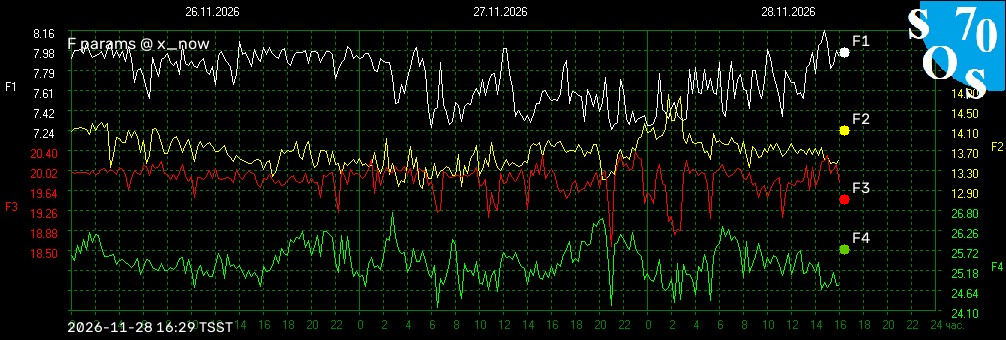 26.11.2026 27.11.2026 28.11.2026
F params @ x_now
F1
8.16
7.98
7.79
7.61
7.42
7.24
F3
20.40
20.02
19.64
19.26
18.88
18.50
F1
F2
F3
F4
SOS 70
14.50
14.10
13.70
13.30
12.90
F2
26.80
26.26
25.72
25.18
24.64
24.10
F4
2026-11-28 16:29 TSST
14 16 18 20 22 0 2 4 6 8 10 12 14 16 18 20 22 0 2 4 6 8 10 12 14 16 18 20 22 24 час.